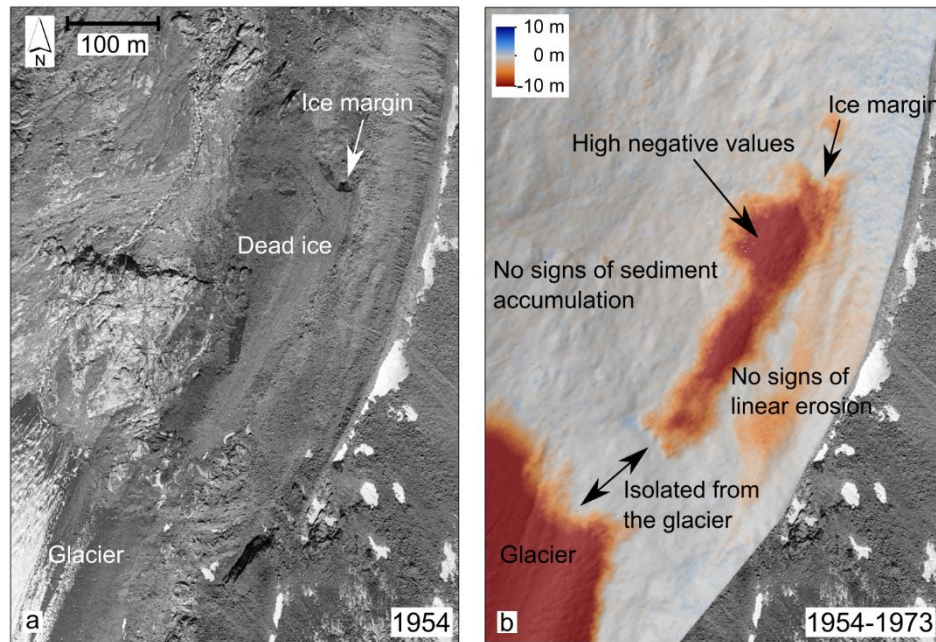 N
100 m
Ice margin
Dead ice
Glacier
a
1954
10 m
0 m
-10 m
Ice margin
High negative values
No signs of sediment
accumulation
No signs of
linear erosion
Isolated from
the glacier
Glacier
b
1954-1973